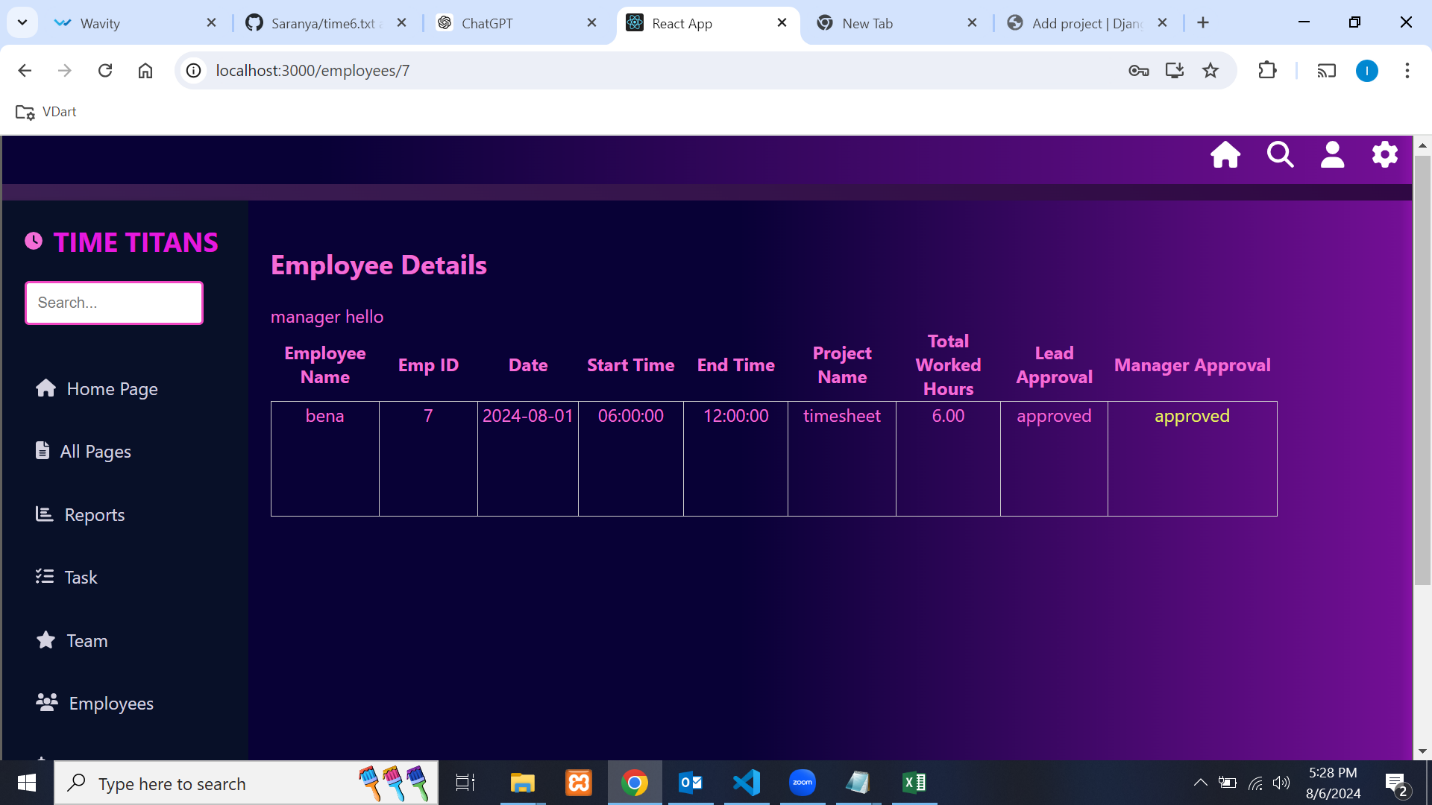 Wavity
Saranya/time6.txt
ChatGPT
React App
New Tab
Add project | Djan
localhost:3000/employees/7
I
VDart
TIME TITANS
Search...
Home Page
All Pages
Reports
Task
Team
Employees
Employee Details
manager hello
Employee Name Emp ID Date Start Time End Time Project Name Total Worked Hours Lead Approval Manager Approval
bena 7 2024-08-01 06:00:00 12:00:00 timesheet 6.00 approved approved
Type here to search
zoom
5:28 PM
8/6/2024
2